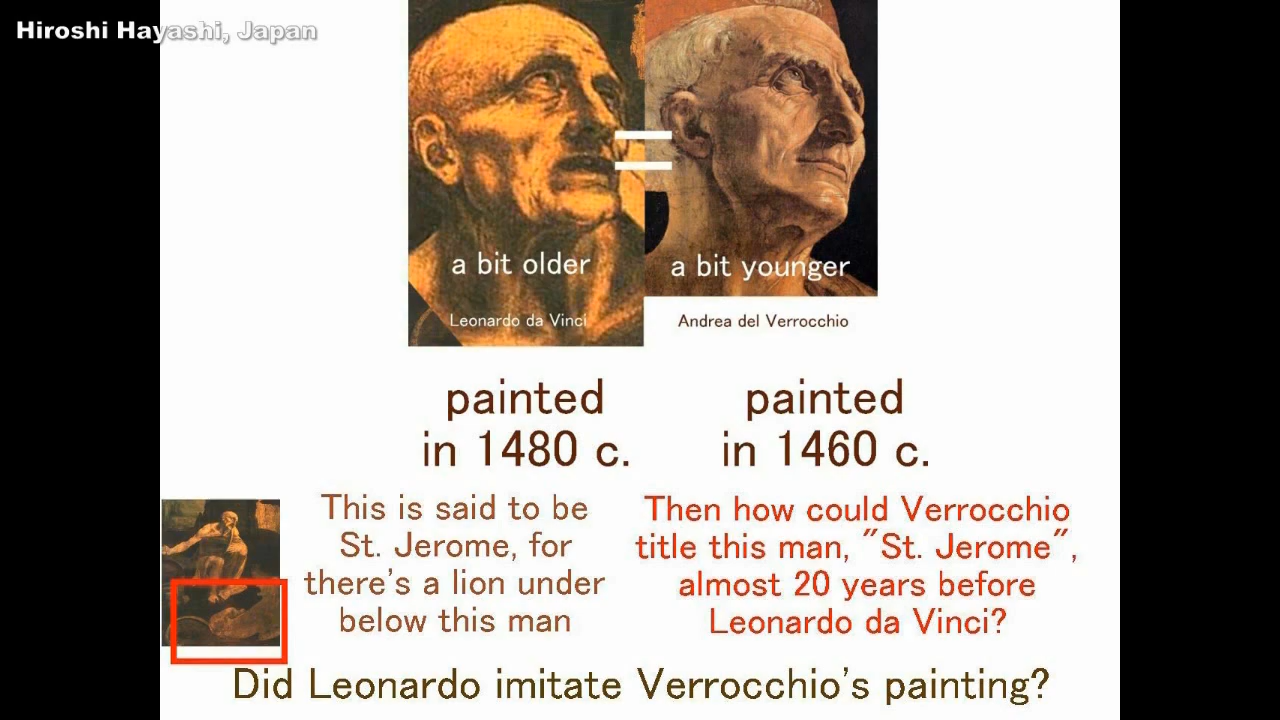 Hiroshi Hayashi, Japan
a bit older
a bit younger
Leonardo da Vinci
Andrea del Verrocchio
painted
in 1480 c.
painted
in 1460 c.
This is said to be
St. Jerome, for
there's a lion under
below this man
Then how could Verrocchio
title this man, "St. Jerome",
almost 20 years before
Leonardo da Vinci?
Did Leonardo imitate Verrocchio's painting?